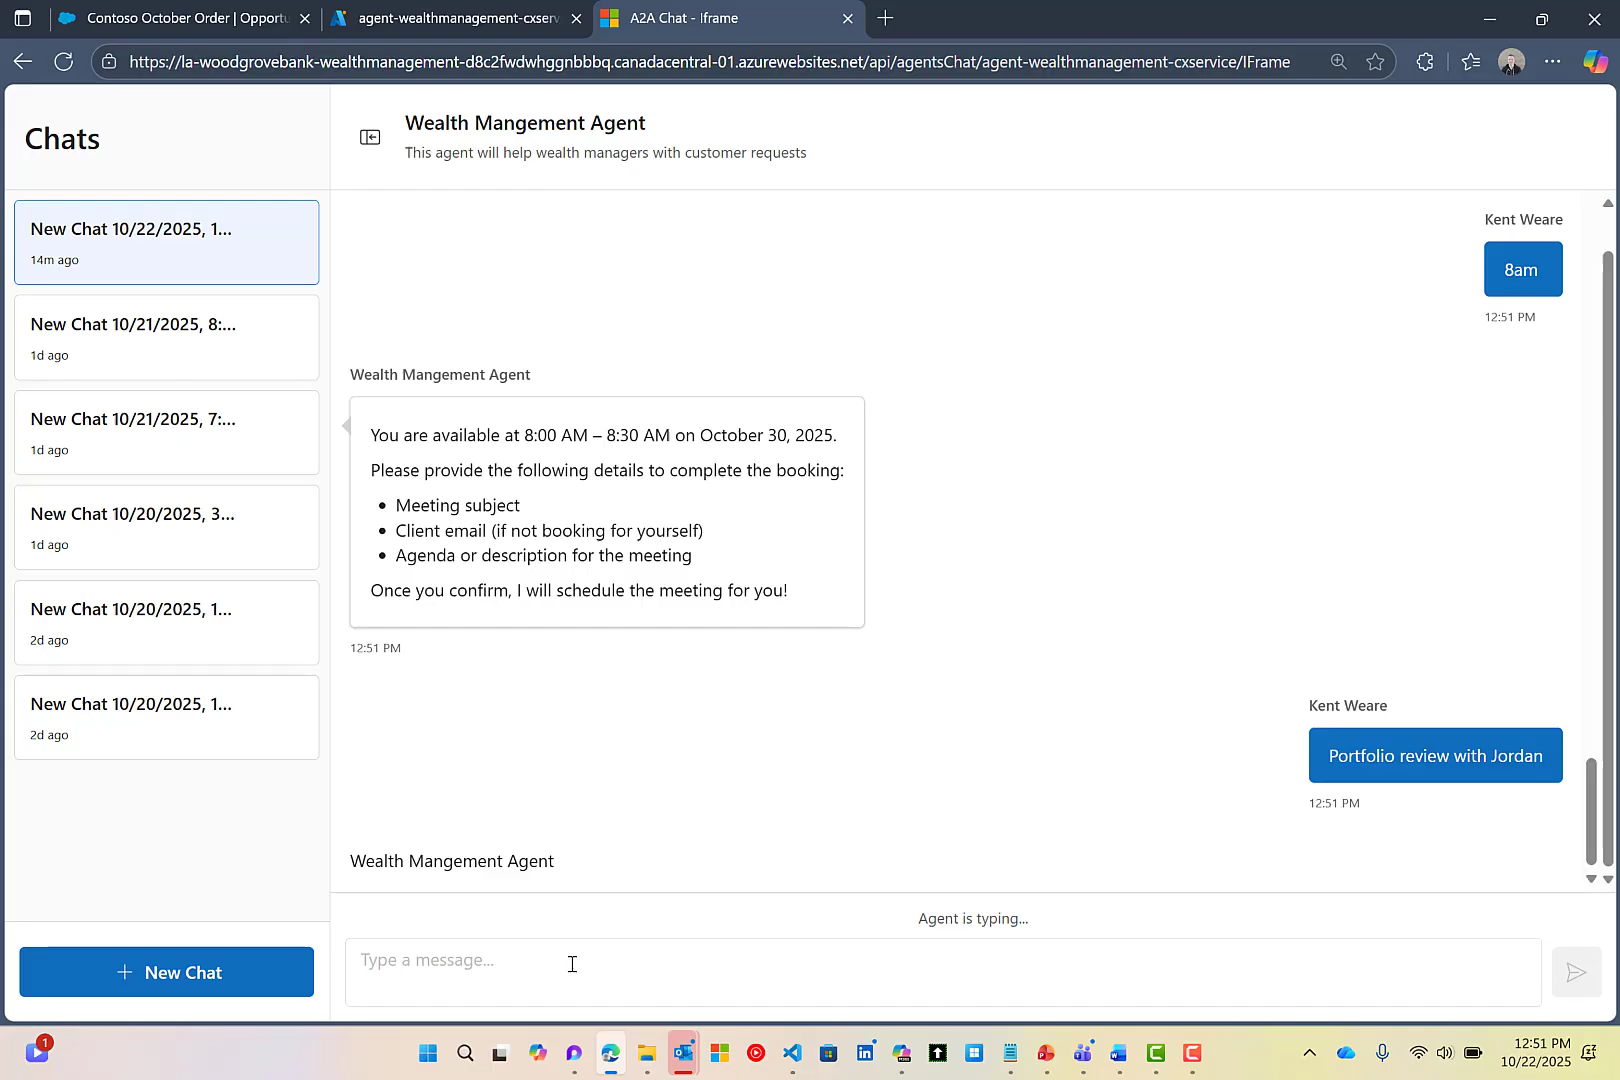 Contoso October Order | Opportu
agent-wealthmanagement-cxserv
A2A Chat - Iframe
https://la-woodgrovebank-wealthmanagement-d8c2fwdwhggnbbbq.canadacentral-01.azurewebsites.net/api/agentsChat/agent-wealthmanagement-cxservice/IFrame
Chats
Wealth Mangement Agent
This agent will help wealth managers with customer requests
New Chat 10/22/2025, 1...
14m ago
New Chat 10/21/2025, 8:...
1d ago
New Chat 10/21/2025, 7:...
1d ago
New Chat 10/20/2025, 3...
1d ago
New Chat 10/20/2025, 1...
2d ago
New Chat 10/20/2025, 1...
2d ago
New Chat
Kent Weare
8am
12:51 PM
Wealth Mangement Agent
You are available at 8:00 AM – 8:30 AM on October 30, 2025.
Please provide the following details to complete the booking:
• Meeting subject
• Client email (if not booking for yourself)
• Agenda or description for the meeting
Once you confirm, I will schedule the meeting for you!
12:51 PM
Kent Weare
Portfolio review with Jordan
12:51 PM
Wealth Mangement Agent
Agent is typing...
Type a message...
1
12:51 PM
10/22/2025